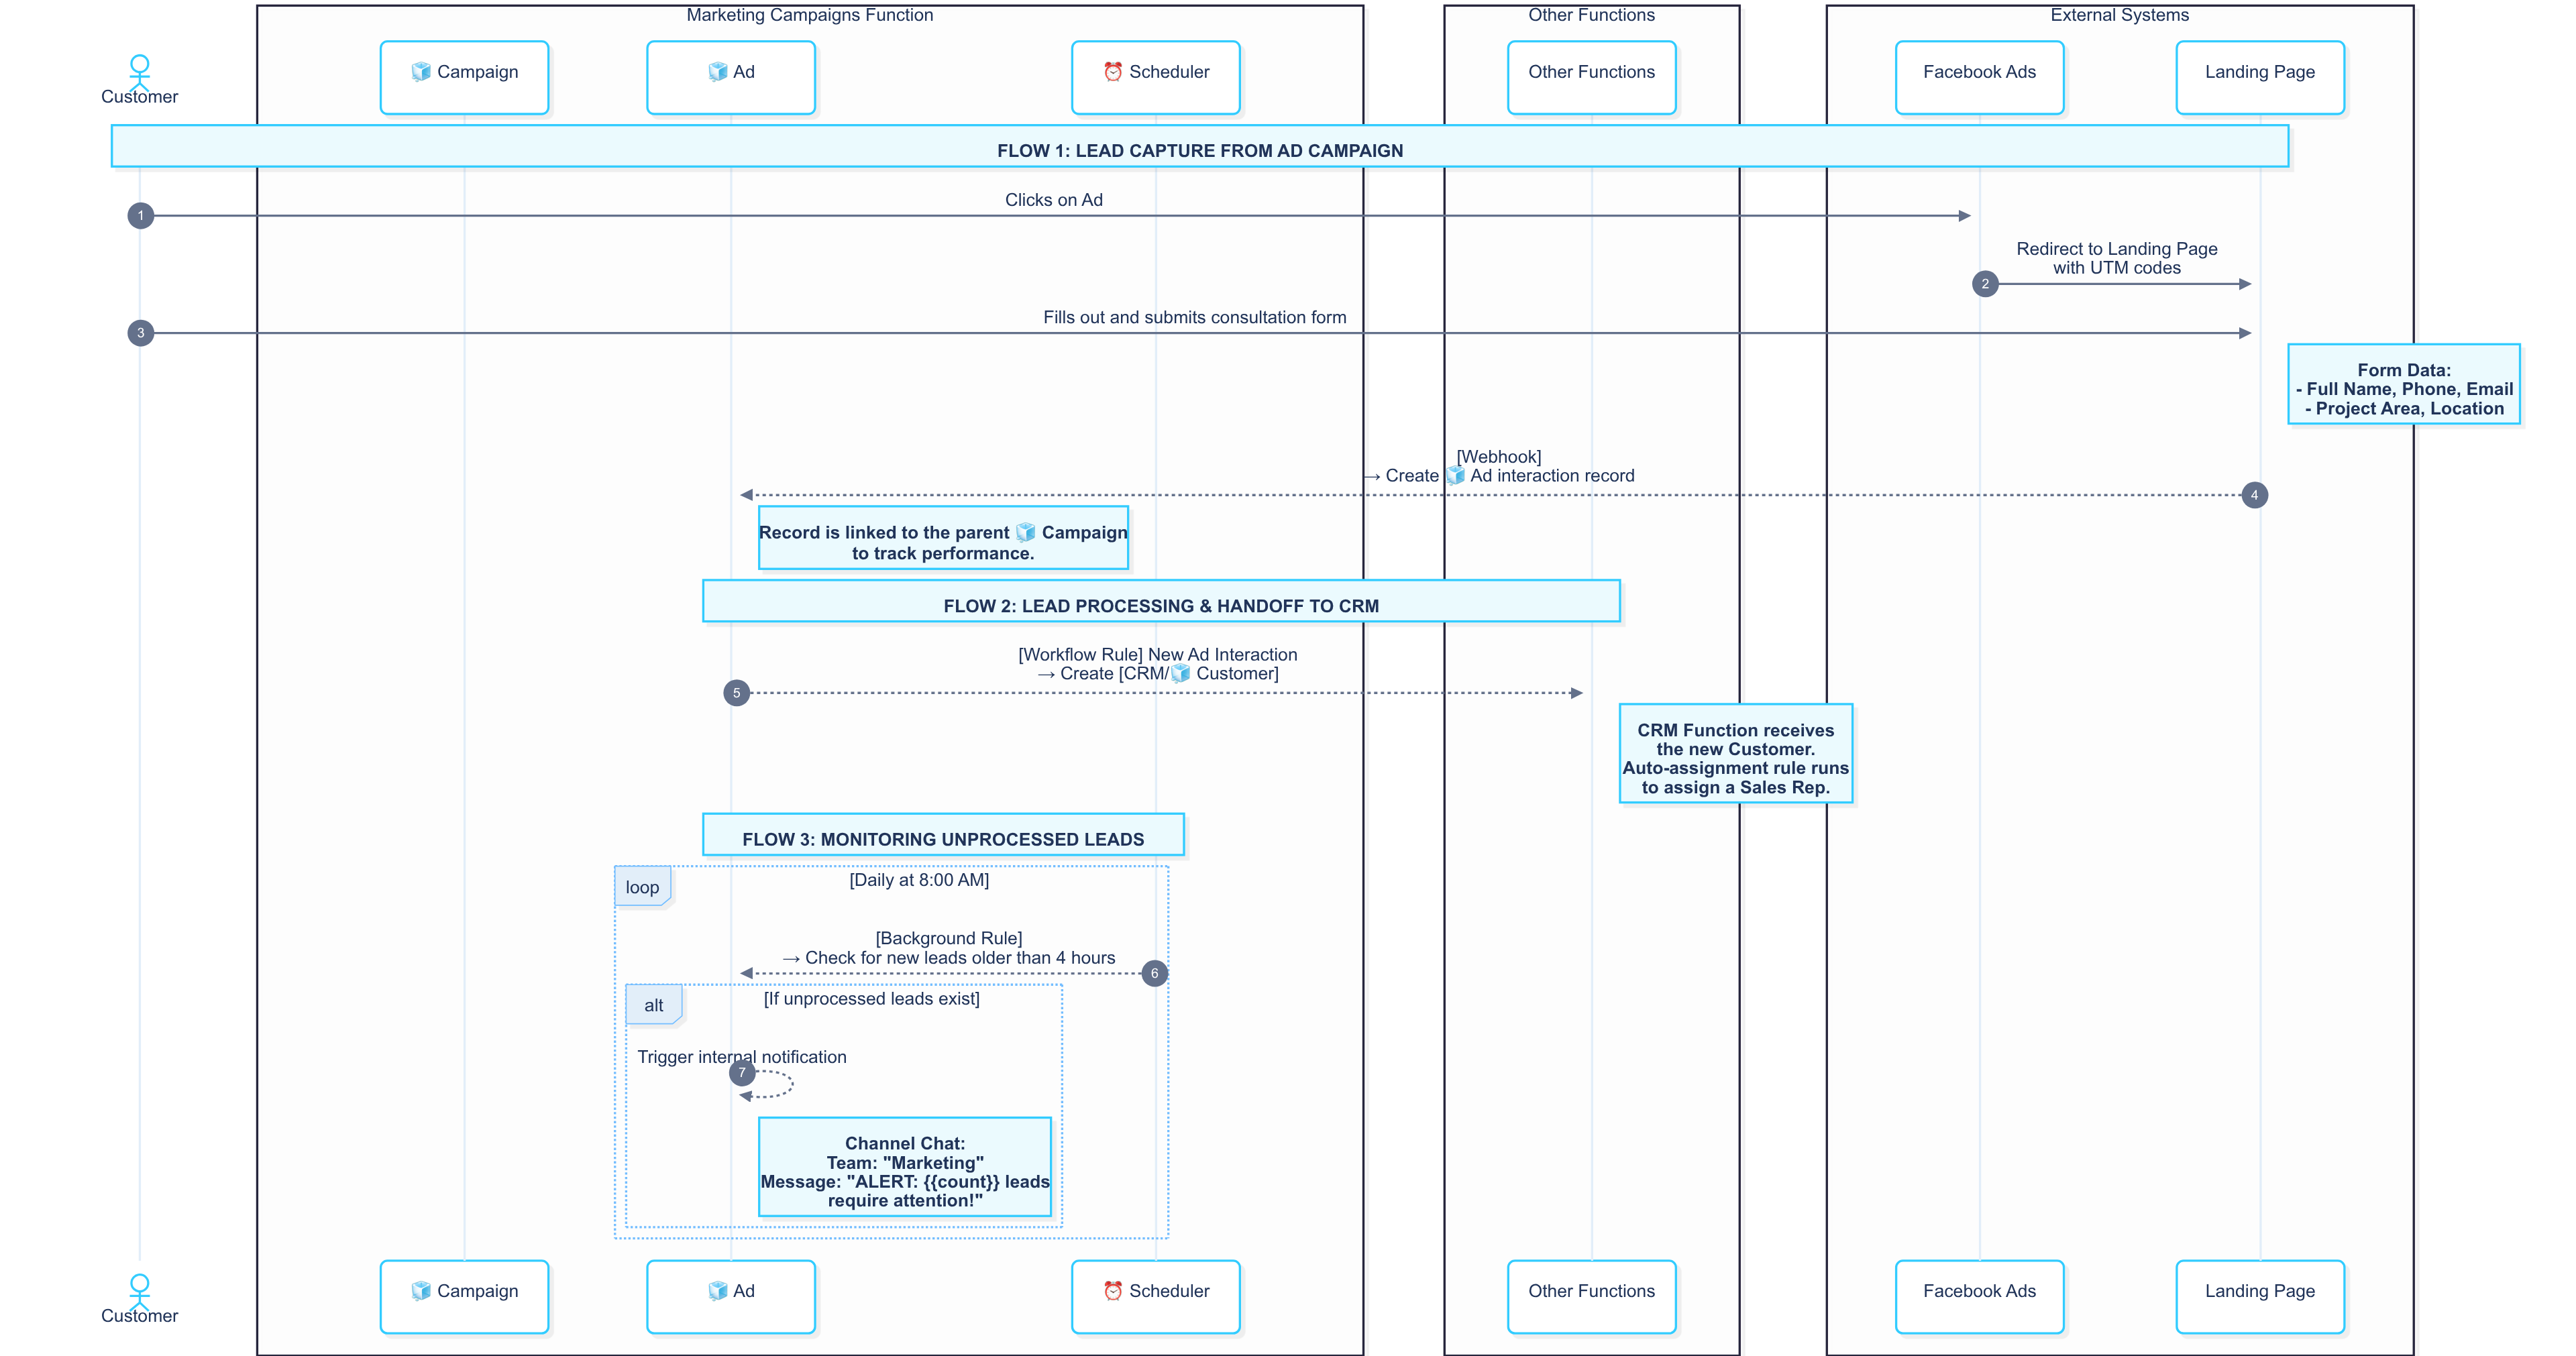 Marketing Campaigns Function
Other Functions
External Systems
Customer
🧊 Campaign
🧊 Ad
⏰ Scheduler
Other Functions
Facebook Ads
Landing Page
FLOW 1: LEAD CAPTURE FROM AD CAMPAIGN
Clicks on Ad
1
Redirect to Landing Page
with UTM codes
2
Fills out and submits consultation form
3
Form Data:
- Full Name, Phone, Email
- Project Area, Location
[Webhook]
→ Create 🧊 Ad interaction record
4
Record is linked to the parent 🧊 Campaign
to track performance.
FLOW 2: LEAD PROCESSING & HANDOFF TO CRM
[Workflow Rule] New Ad Interaction
→ Create [CRM/🧊 Customer]
5
CRM Function receives
the new Customer.
Auto-assignment rule runs
to assign a Sales Rep.
FLOW 3: MONITORING UNPROCESSED LEADS
loop
[Daily at 8:00 AM]
[Background Rule]
→ Check for new leads older than 4 hours
6
alt
[If unprocessed leads exist]
Trigger internal notification
7
Channel Chat:
Team: "Marketing"
Message: "ALERT: {{count}} leads
require attention!"
Customer
🧊 Campaign
🧊 Ad
⏰ Scheduler
Other Functions
Facebook Ads
Landing Page